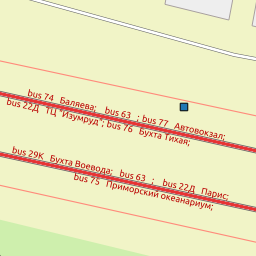 bus 74 Баляева; bus 63 ; bus 77 Автовокзал;
bus 22Д ТЦ "Изумруд"; bus 76 Бухта Тихая;
bus 29К Бухта Воевода; bus 63 ; bus 22Д Парис;
bus 75 Приморский океанариум;